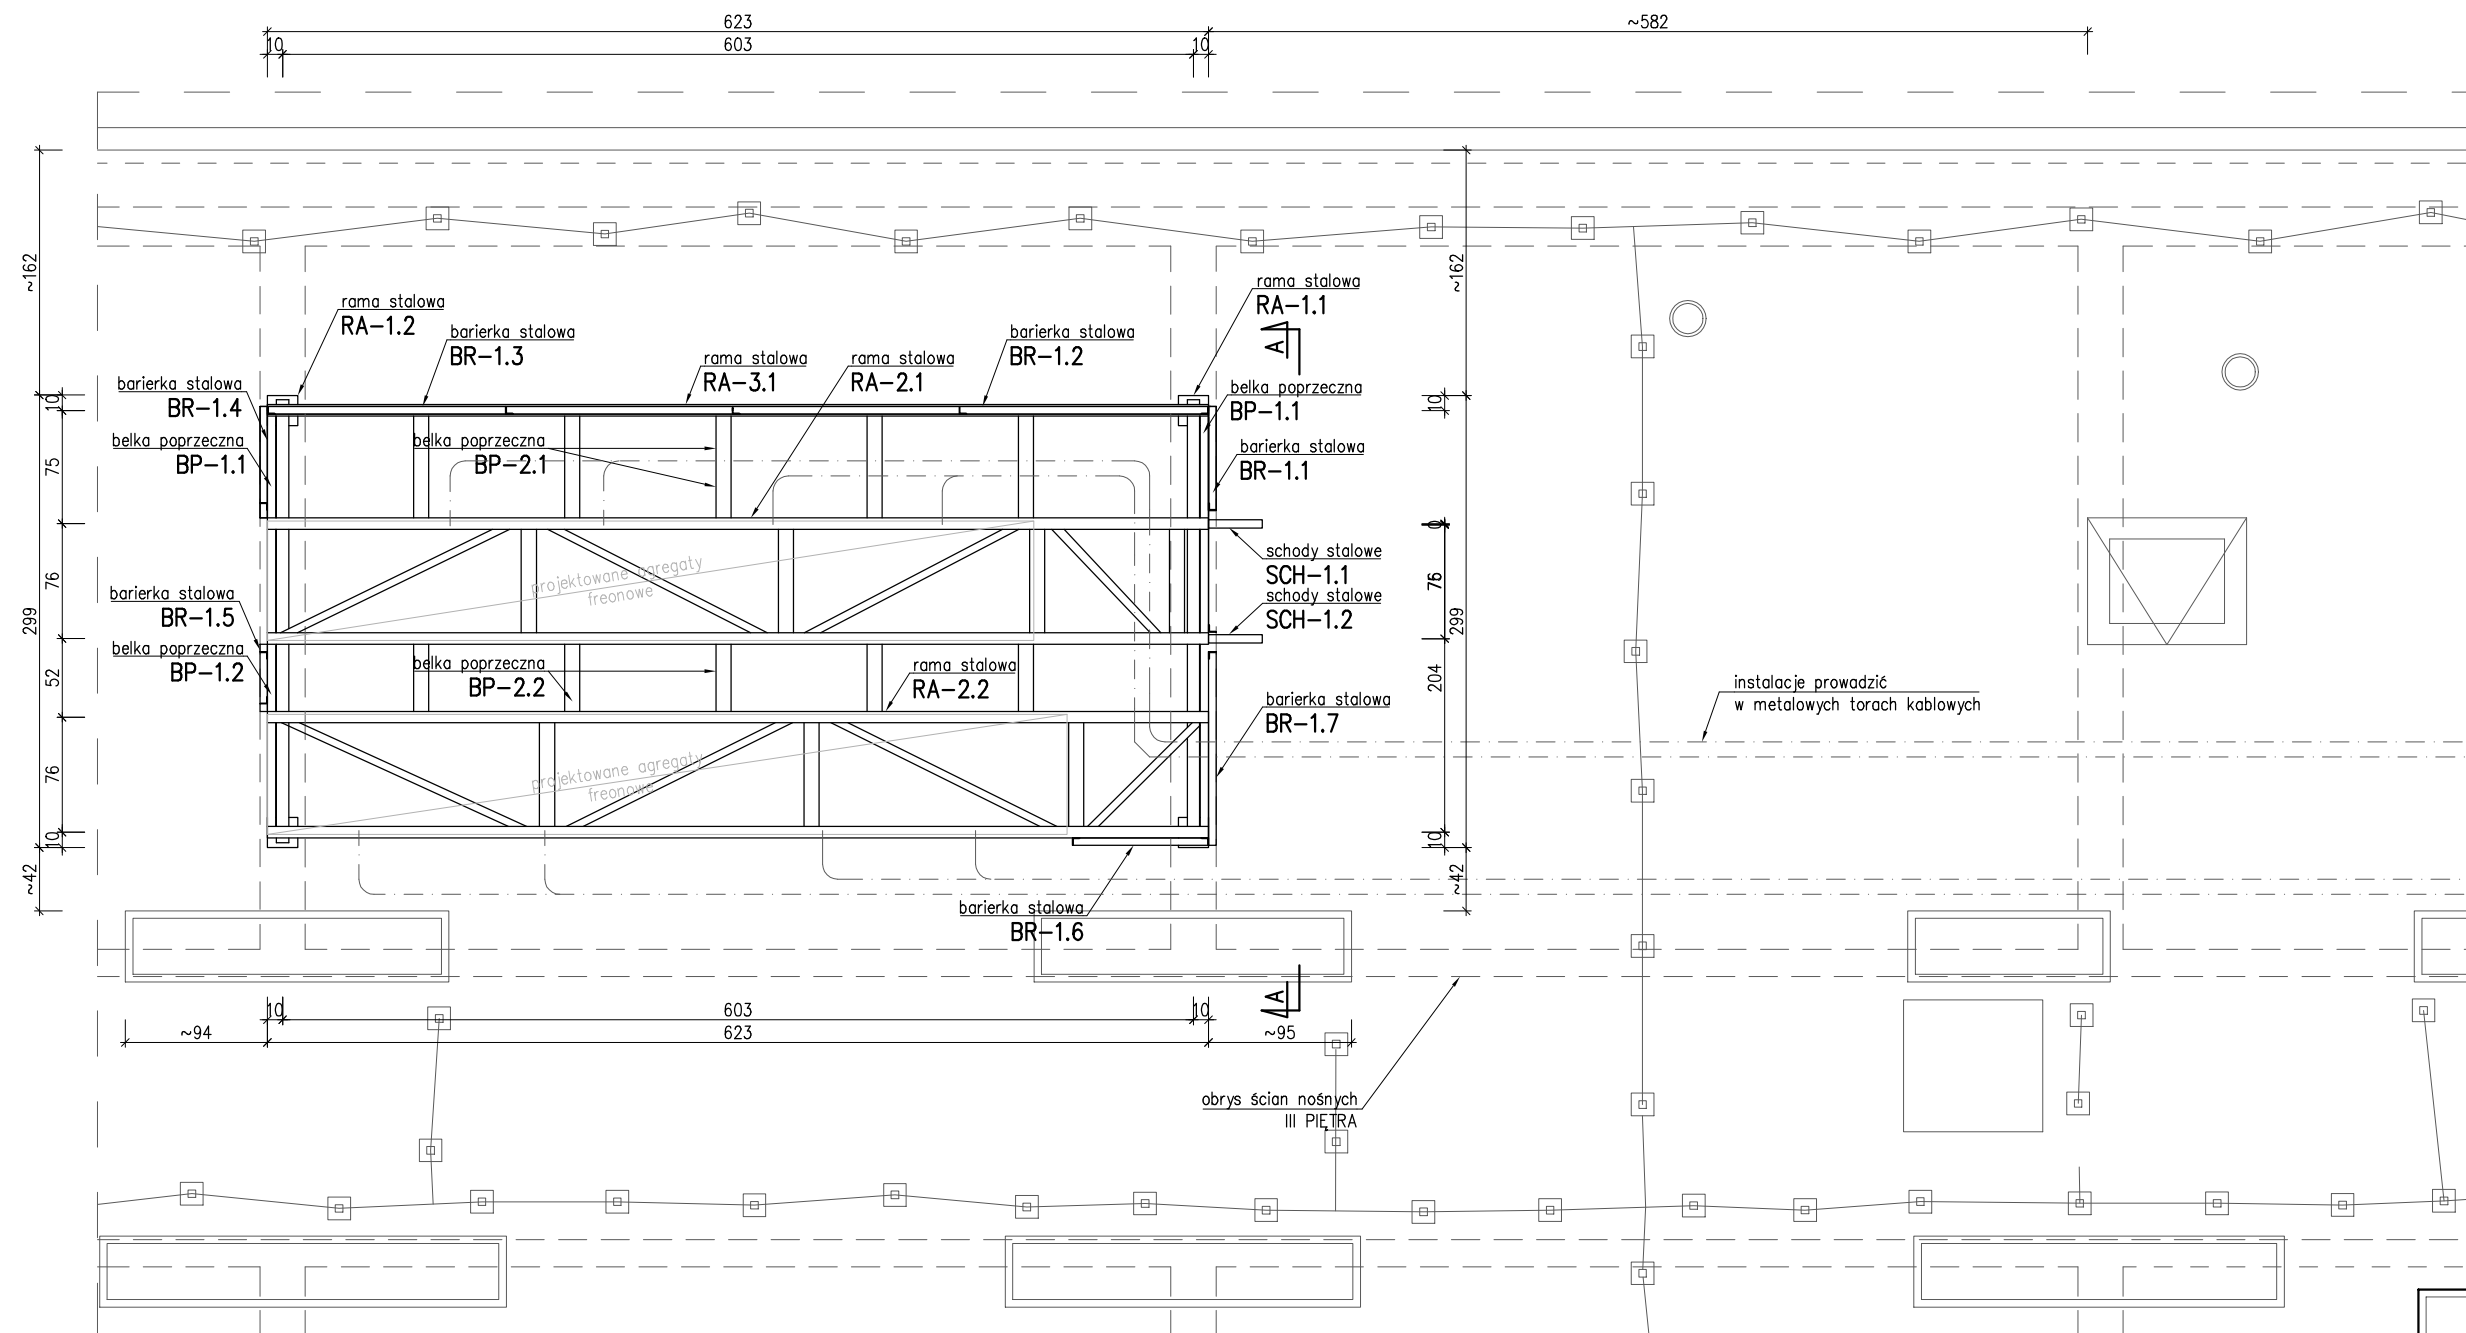 623
~582
10
603
10
~162
~162
rama stalowa
RA-1.1
rama stalowa
RA-1.2
barierka stalowa
BR-1.3
barierka stalowa
BR-1.2
A
rama stalowa
RA-3.1
rama stalowa
RA-2.1
barierka stalowa
BR-1.4
belka poprzeczna
BP-1.1
10
10
belka poprzeczna
BP-1.1
belka poprzeczna
BP-2.1
barierka stalowa
BR-1.1
75
0
schody stalowe
SCH-1.1
schody stalowe
SCH-1.2
projektowane agregaty
freonowe
76
76
299
299
barierka stalowa
BR-1.5
belka poprzeczna
BP-1.2
belka poprzeczna
BP-2.2
rama stalowa
RA-2.2
52
204
barierka stalowa
BR-1.7
instalacje prowadzić
w metalowych torach kablowych
projektowane agregaty
freonowe
76
10
10
~42
~42
barierka stalowa
BR-1.6
A
10
603
10
~94
623
~95
obrys ścian nośnych
III PIĘTRA